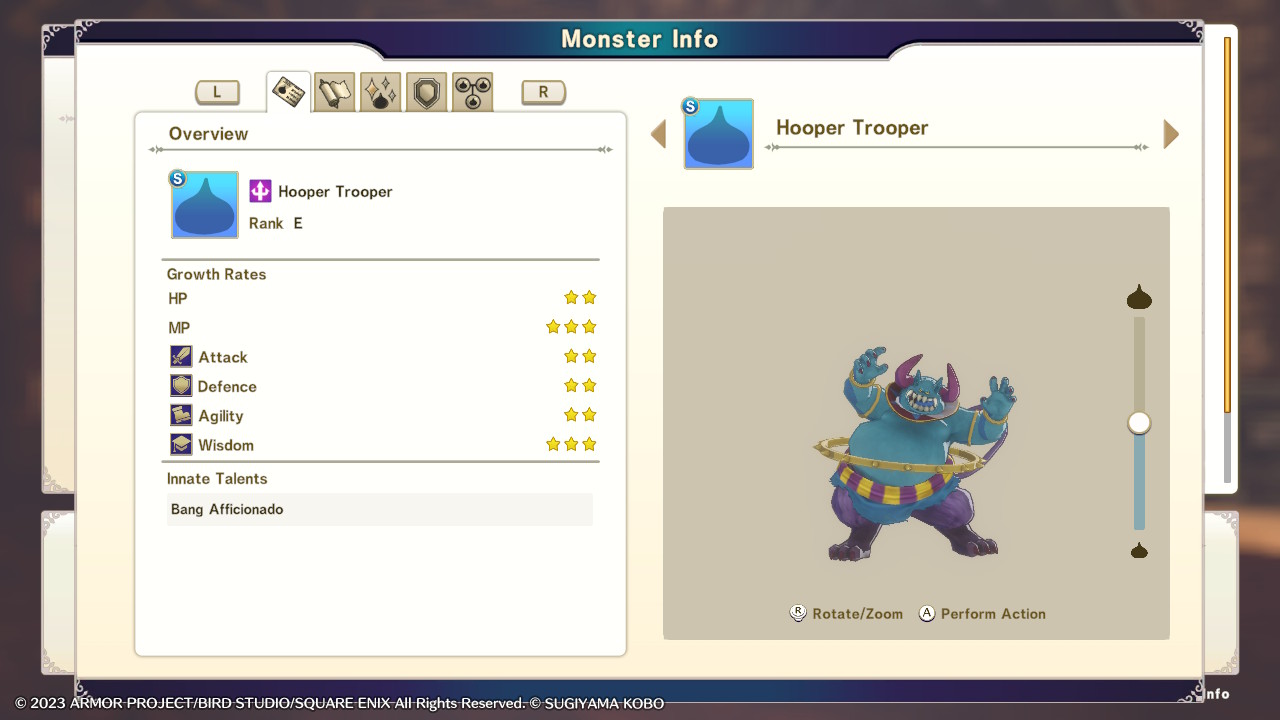 Monster Info
L
R
Overview
S
Hooper Trooper
Rank E
Growth Rates
HP
MP
Attack
Defence
Agility
Wisdom
Innate Talents
Bang Afficionado
S
Hooper Trooper
R Rotate/Zoom A Perform Action
nfo
© 2023 ARMOR PROJECT/BIRD STUDIO/SQUARE ENIX All Rights Reserved. © SUGIYAMA KOBO